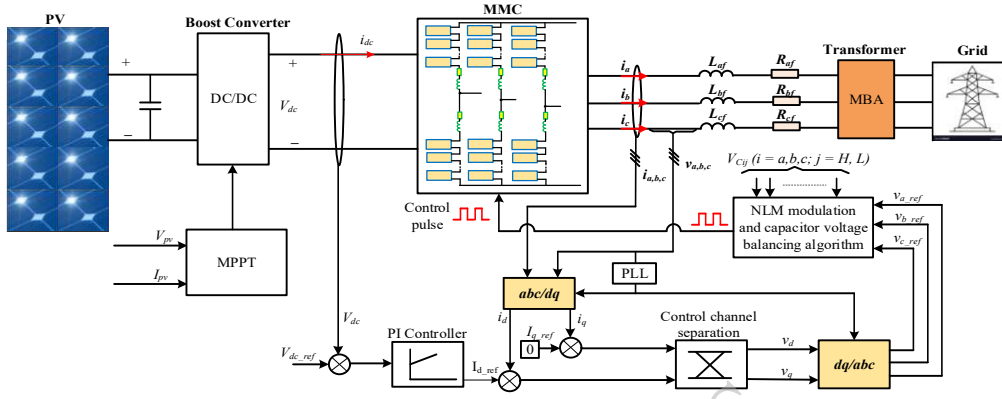 PV
Boost Converter
MMC
Transformer
Grid
DC/DC
+
−
+
−
i_dc
V_dc
i_a
i_b
i_c
L_af
L_bf
L_cf
R_af
R_bf
R_cf
MBA
i_a,b,c
v_a,b,c
V_Cij (i = a,b,c; j = H, L)
Control
pulse
NLM modulation
and capacitor voltage
balancing algorithm
v_a_ref
v_b_ref
v_c_ref
V_pv
I_pv
MPPT
PLL
abc/dq
i_d
i_q
V_dc
PI Controller
V_dc_ref
I_d_ref
I_q_ref
0
Control channel
separation
v_d
v_q
dq/abc